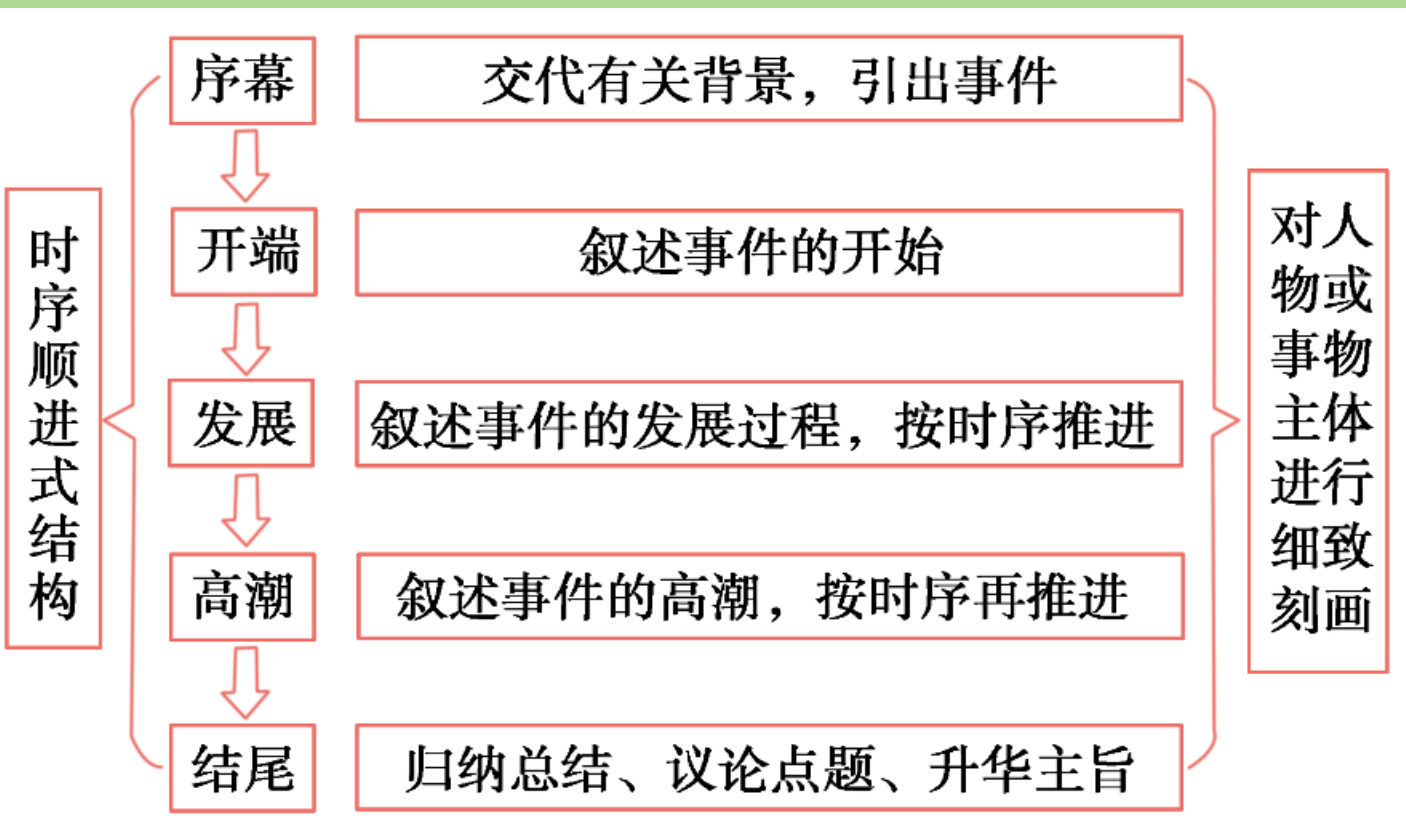 时序顺进式结构
序幕
交代有关背景，引出事件
开端
叙述事件的开始
发展
叙述事件的发展过程，按时序推进
高潮
叙述事件的高潮，按时序再推进
结尾
归纳总结、议论点题、升华主旨
对人
物或
事物
主体
进行
细致
刻画